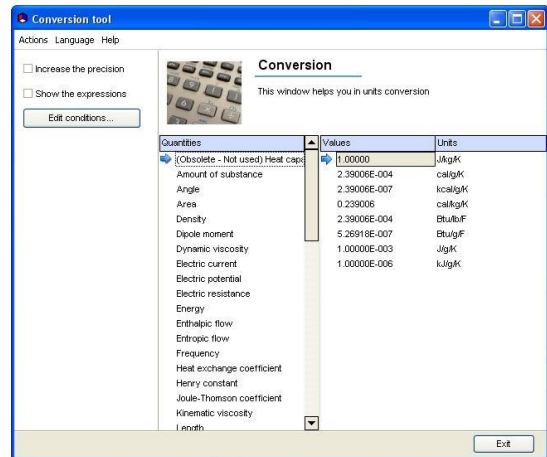 Conversion tool
Actions Language Help
Increase the precision
Show the expressions
Edit conditions...
Conversion
This window helps you in units conversion
Quantities
(Obsolete - Not used) Heat capa
Amount of substance
Angle
Area
Density
Dipole moment
Dynamic viscosity
Electric current
Electric potential
Electric resistance
Energy
Enthalpic flow
Entropic flow
Frequency
Heat exchange coefficient
Henry constant
Joule-Thomson coefficient
Kinematic viscosity
Length
Values Units
1.00000 J/kg/K
2.39006E-004 cal/g/K
2.39006E-007 kcal/g/K
0.239006 cal/kg/K
2.39006E-004 Btu/lb/F
5.26918E-007 Btu/g/F
1.00000E-003 J/g/K
1.00000E-006 kJ/g/K
Exit